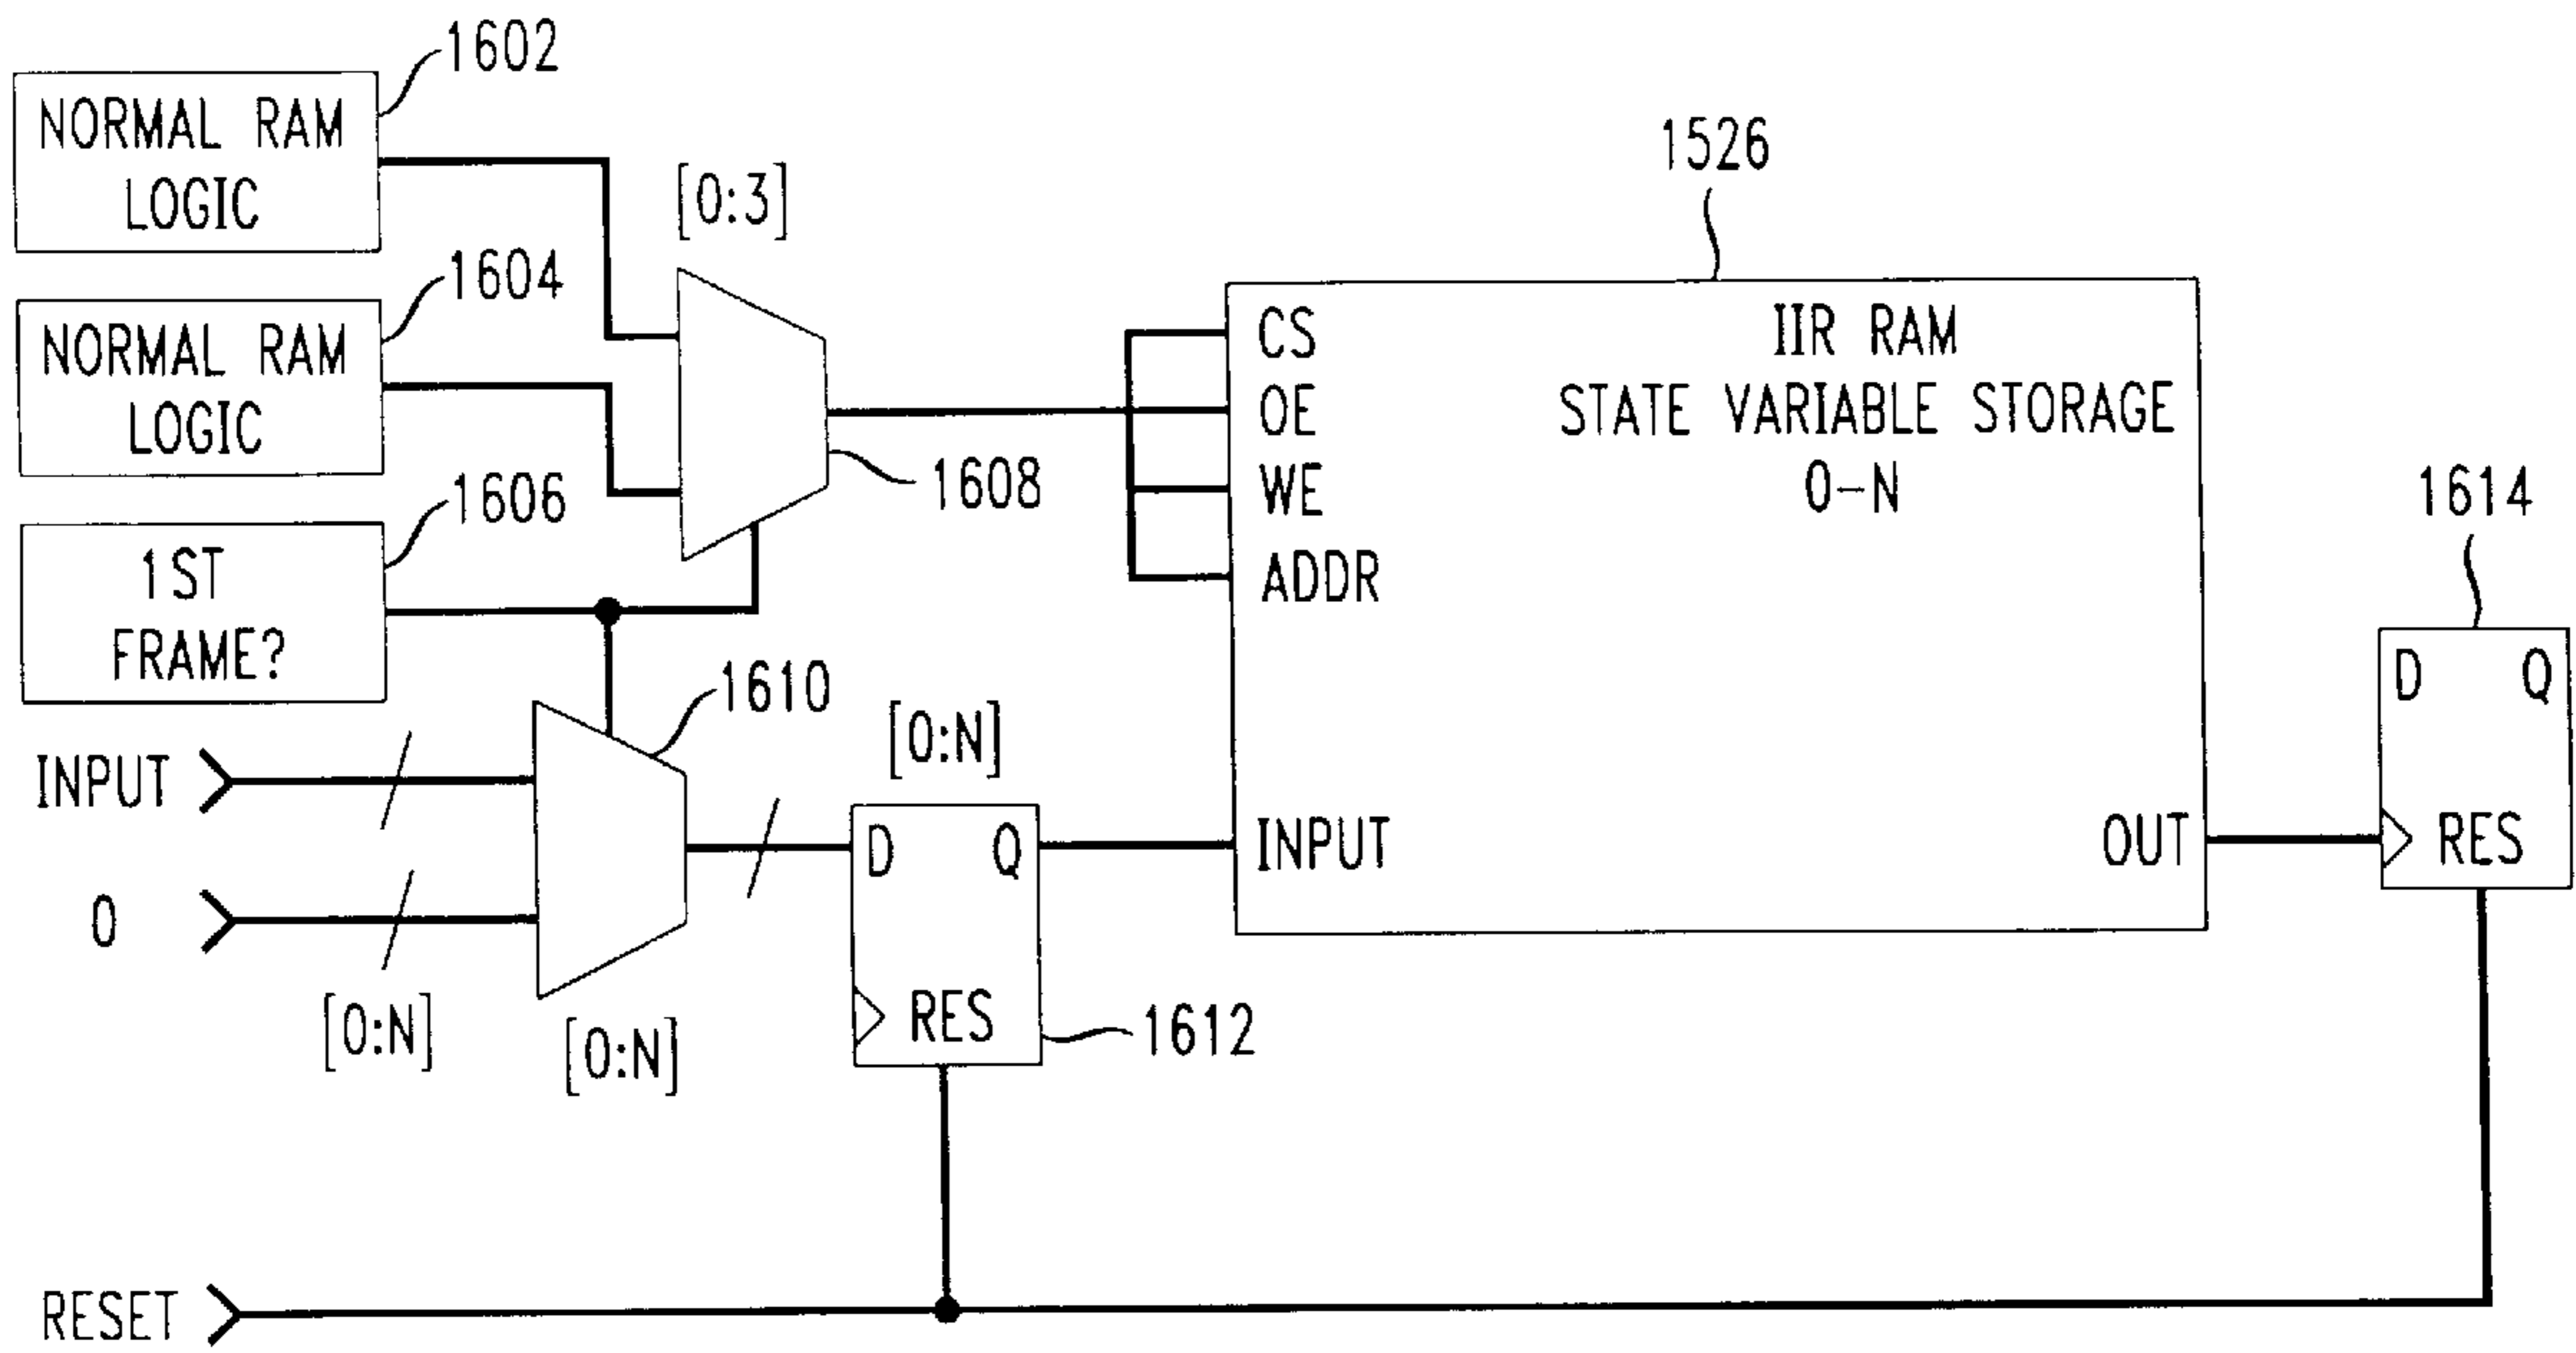 1602
NORMAL RAM
LOGIC
[0:3]
1526
1604
NORMAL RAM
LOGIC
CS
OE
WE
ADDR
IIR RAM
STATE VARIABLE STORAGE
0-N
1608
1606
1ST
FRAME?
1614
D Q
RES
1610
[0:N]
INPUT
0
[0:N]
[0:N]
D Q
RES
1612
INPUT
OUT
RESET